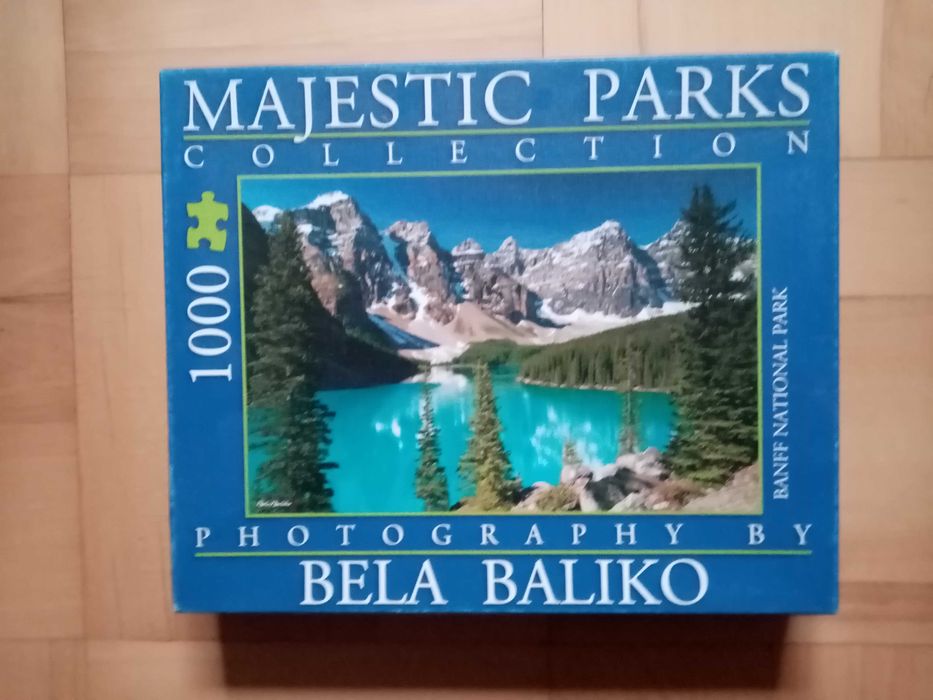 MAJESTIC PARKS
COLLECTION
1000
BANFF NATIONAL PARK
PHOTOGRAPHY BY
BELA BALIKO